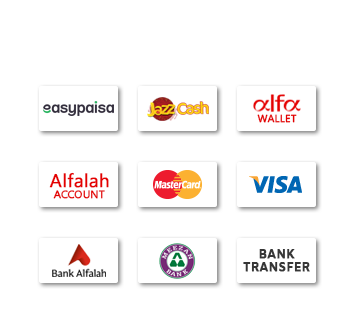 easypaisa
JazzCash
alfa
WALLET
Alfalah
ACCOUNT
MasterCard
VISA
Bank Alfalah
MEEZAN
BANK
BANK
TRANSFER